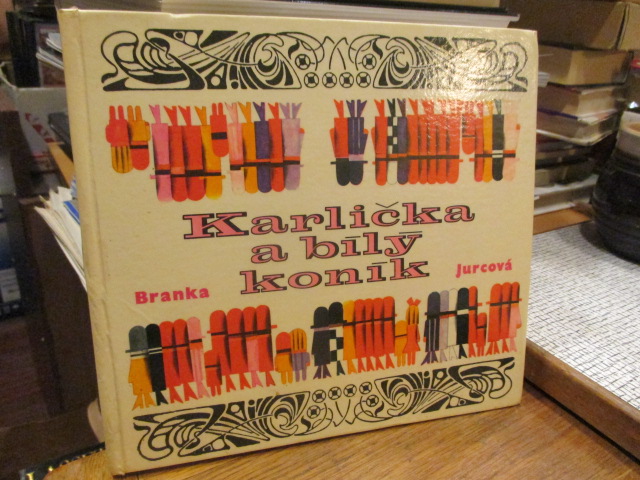 Karlička
a bílý
koník
Branka
Jurcová